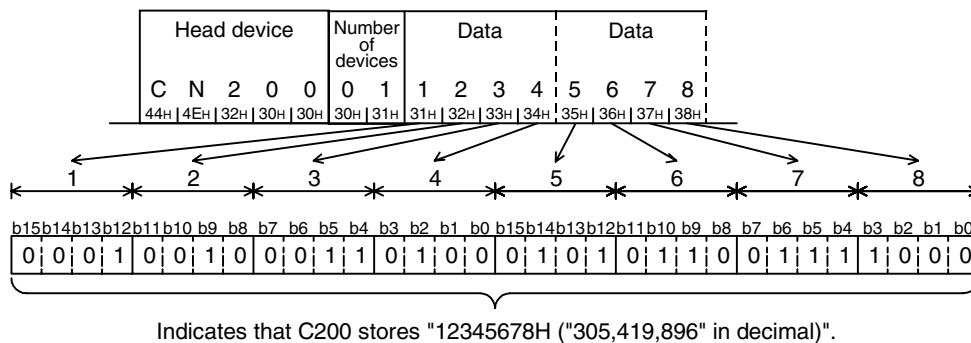 Head device Number of devices Data Data
C N 2 0 0 0 1 1 2 3 4 5 6 7 8
44H 4EH 32H 30H 30H 30H 31H 31H 32H 33H 34H 35H 36H 37H 38H
1 2 3 4 5 6 7 8
b15 b14 b13 b12 b11 b10 b9 b8 b7 b6 b5 b4 b3 b2 b1 b0 b15 b14 b13 b12 b11 b10 b9 b8 b7 b6 b5 b4 b3 b2 b1 b0
0 0 0 1 0 0 1 0 0 0 1 1 0 1 0 0 0 1 0 1 0 1 1 0 0 1 1 1 1 0 0 0
Indicates that C200 stores "12345678H ("305,419,896" in decimal)".